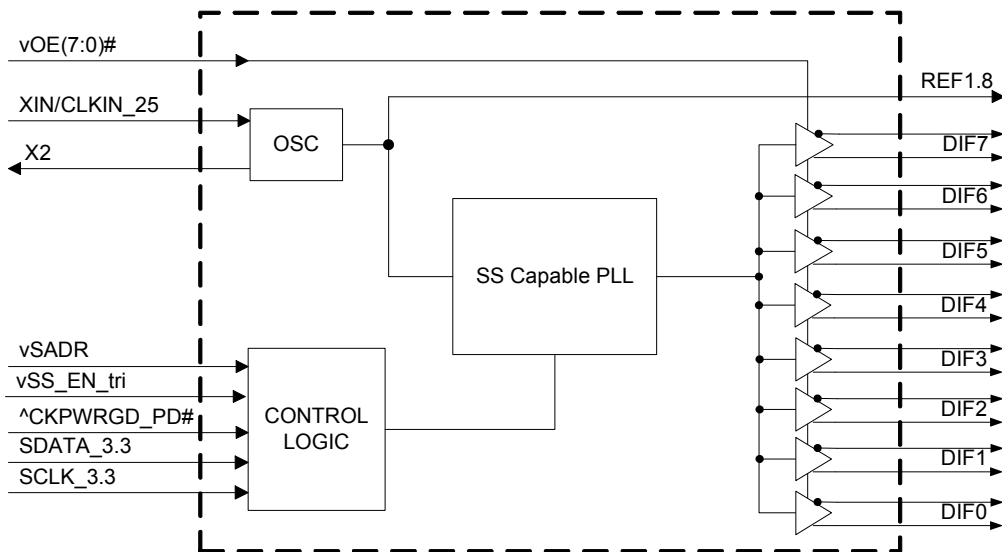 vOE(7:0)#
REF1.8
XIN/CLKIN_25
OSC
X2
DIF7
DIF6
SS Capable PLL
DIF5
DIF4
vSADR
vSS_EN_tri
^CKPWRGD_PD#
SDATA_3.3
SCLK_3.3
CONTROL
LOGIC
DIF3
DIF2
DIF1
DIF0